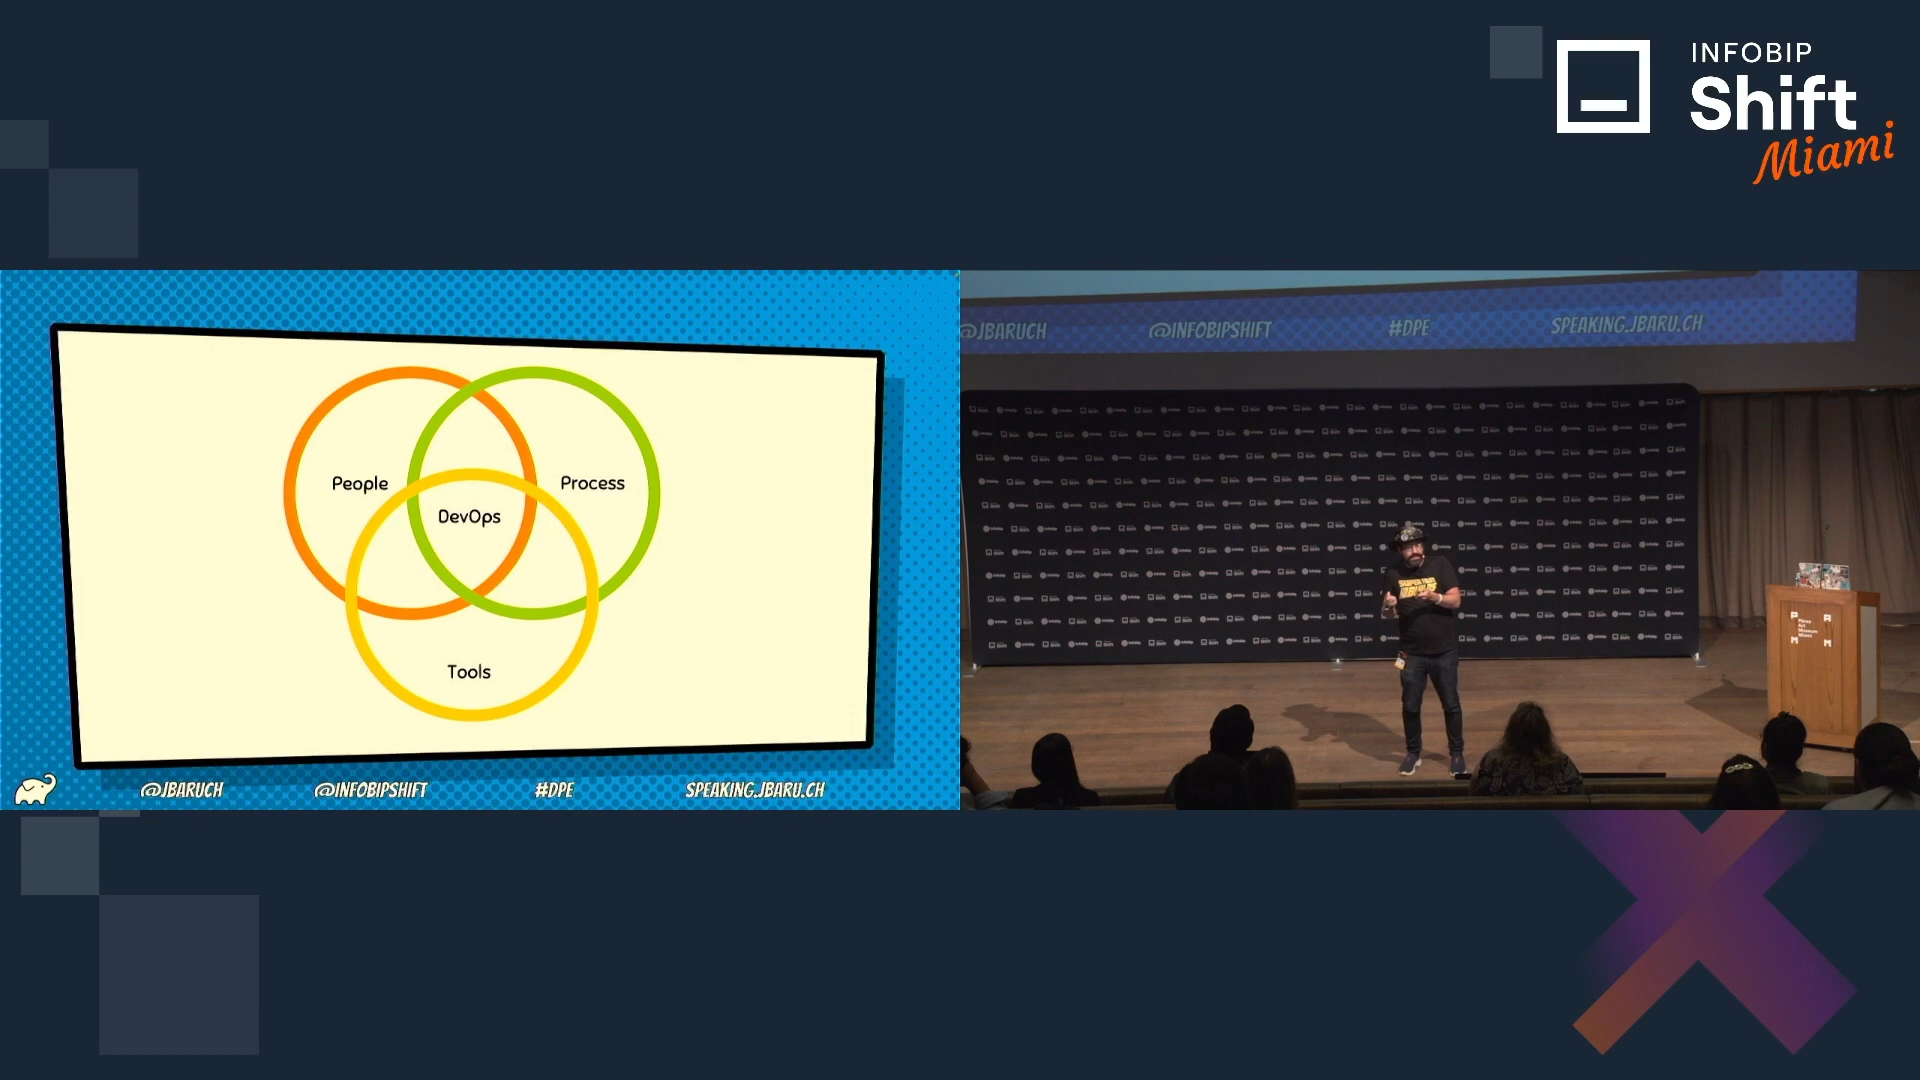 INFOBIP
Shift
Miami
People
Process
DevOps
Tools
@JBARUCH
@INFOBIPSHIFT
#DPE
SPEAKING.JBARU.CH
@JBARUCH
@INFOBIPSHIFT
#DPE
SPEAKING.JBARU.CH